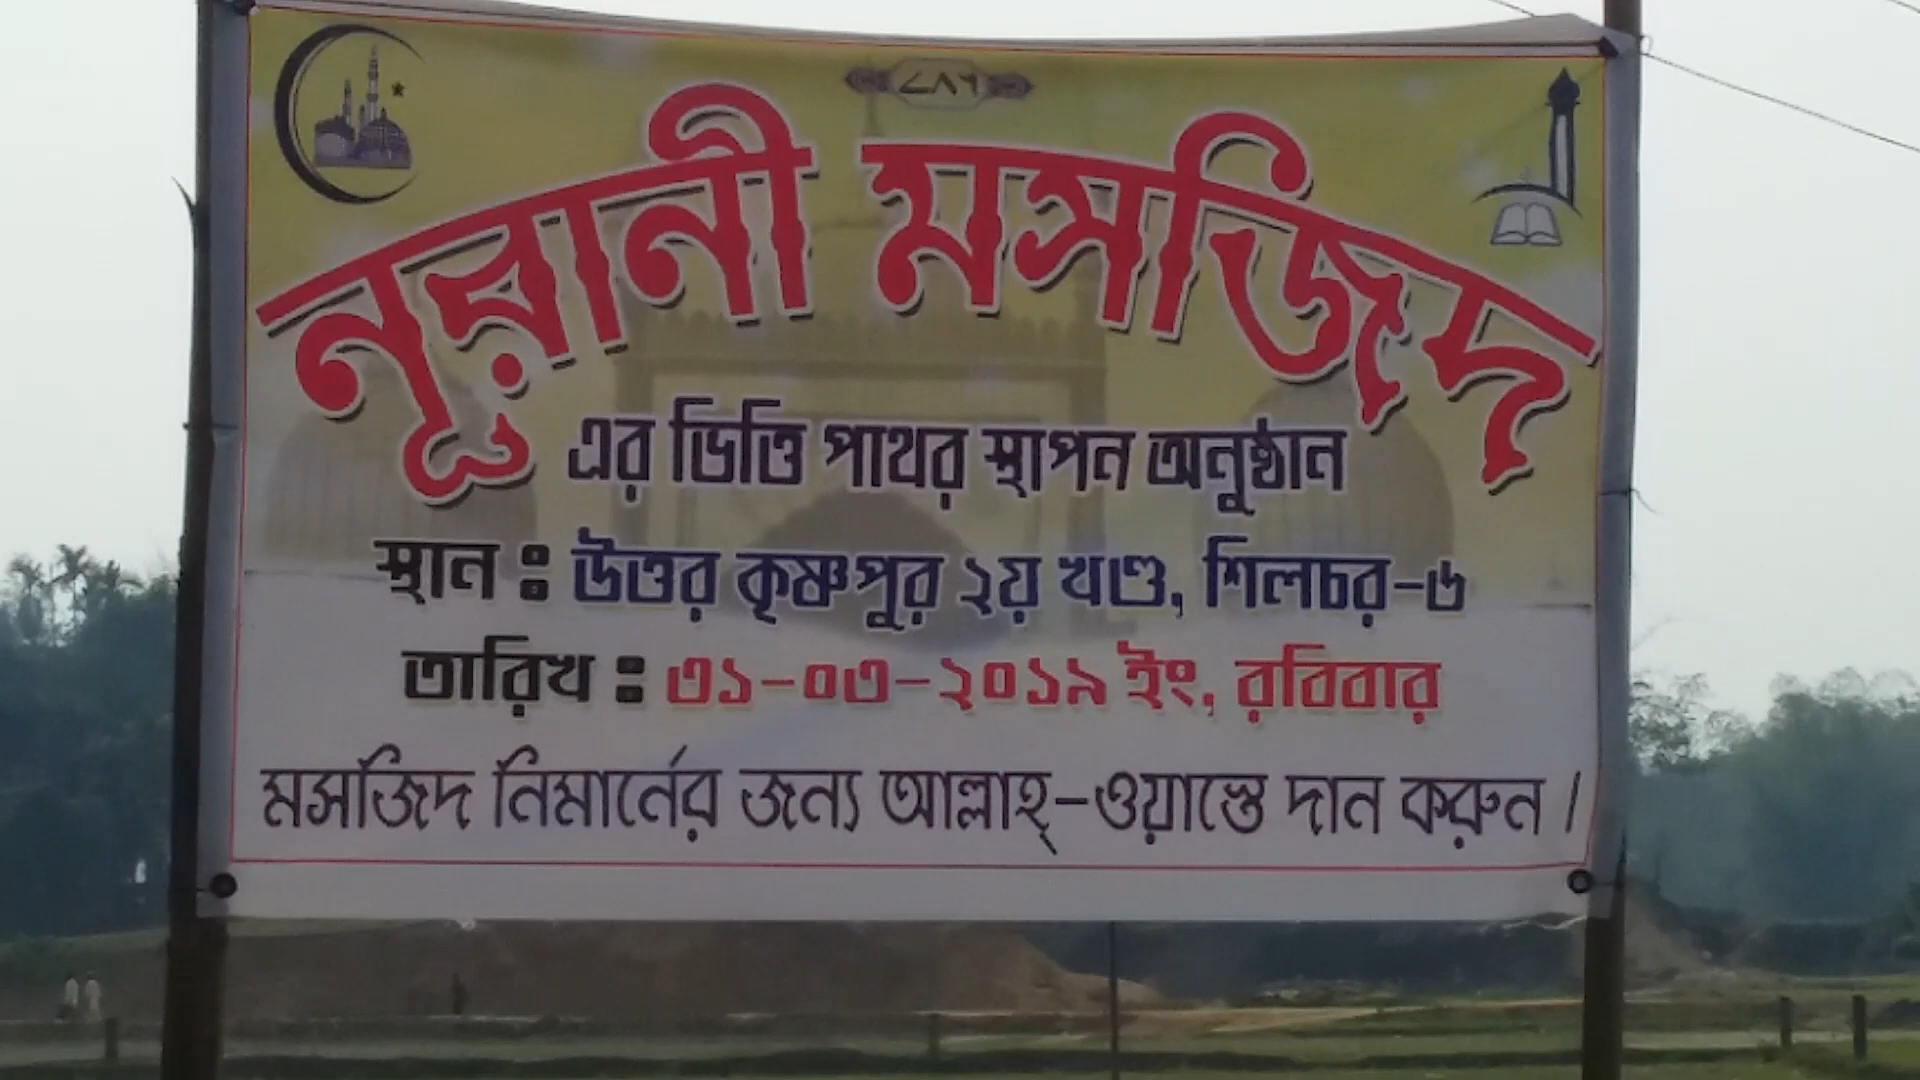 ৭৮৬
নূরানী মসজিদ
এর ভিত্তি পাথর স্থাপন অনুষ্ঠান
স্থান : উত্তর কৃষ্ণপুর ২য় খণ্ড, শিলচর-৬
তারিখ : ৩১-০৩-২০১৯ ইং, রবিবার
মসজিদ নিমার্নের জন্য আল্লাহ্-ওয়াস্তে দান করুন।